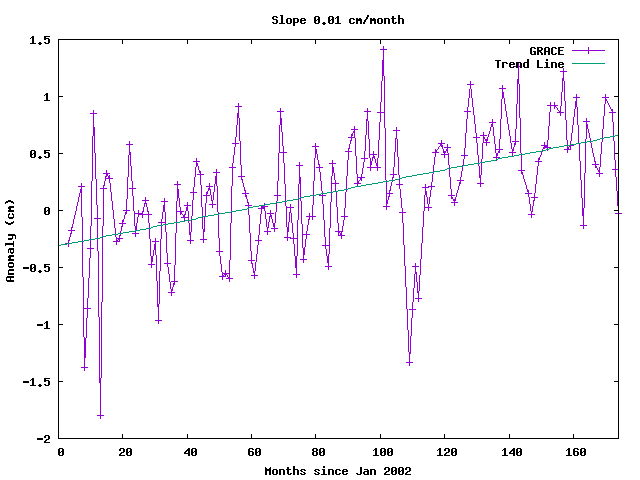 Slope 0.01 cm/month
GRACE
Trend Line
1.5
1
0.5
0
-0.5
-1
-1.5
-2
Anomaly (cm)
0 20 40 60 80 100 120 140 160
Months since Jan 2002